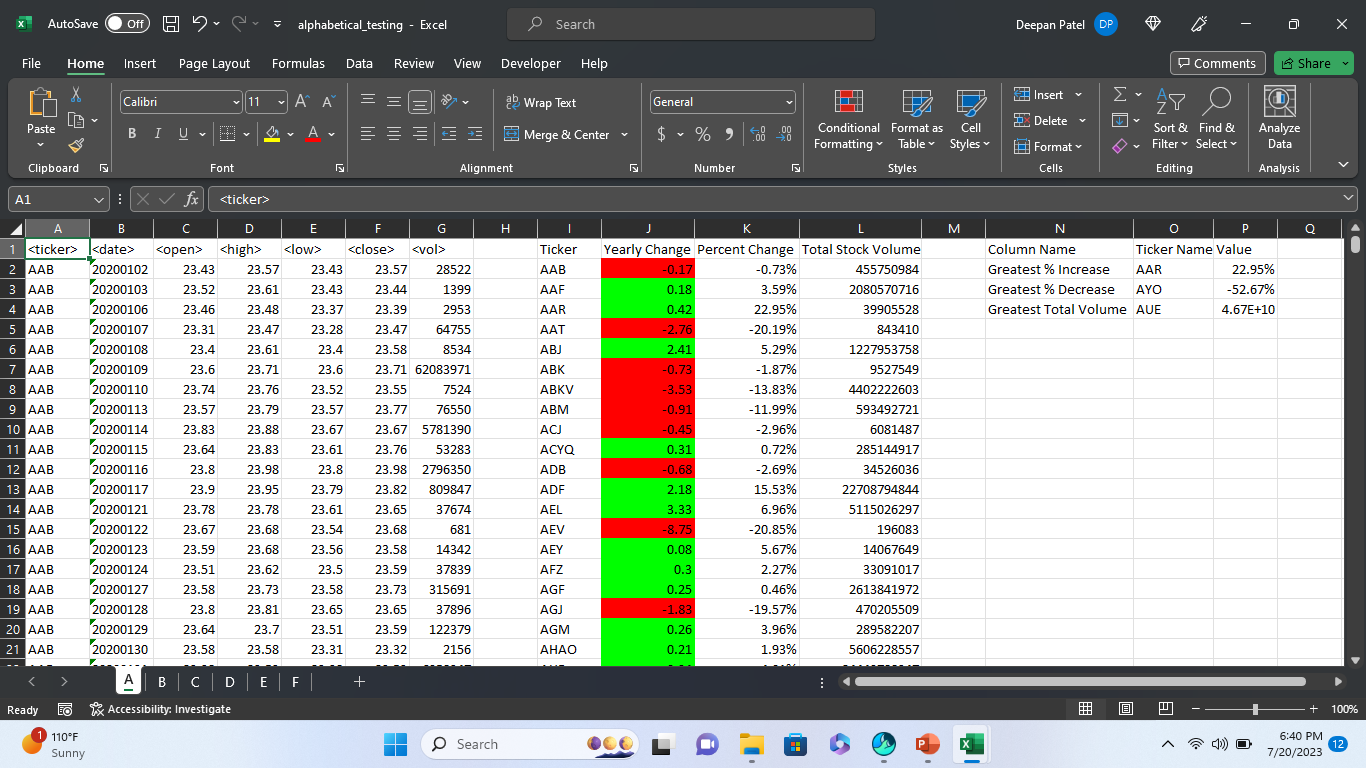 AutoSave Off alphabetical_testing - Excel Search Deepan Patel DP
File Home Insert Page Layout Formulas Data Review View Developer Help Comments Share
Paste Calibri 11 Wrap Text General Conditional Formatting Format as Table Cell Styles Insert Sort & Filter Find & Select Analyze Data
B I U A Merge & Center $ % Delete
Format
Clipboard Font Alignment Number Styles Cells Editing Analysis
A1 fx <ticker>
A B C D E F G H I J K L M N O P Q
1 <ticker> <date> <open> <high> <low> <close> <vol> Ticker Yearly Change Percent Change Total Stock Volume Column Name Ticker Name Value
2 AAB 20200102 23.43 23.57 23.43 23.57 28522 AAB -0.17 -0.73% 455750984 Greatest % Increase AAR 22.95%
3 AAB 20200103 23.52 23.61 23.43 23.44 1399 AAF 0.18 3.59% 2080570716 Greatest % Decrease AYO -52.67%
4 AAB 20200106 23.46 23.48 23.37 23.39 2953 AAR 0.42 22.95% 39905528 Greatest Total Volume AUE 4.67E+10
5 AAB 20200107 23.31 23.47 23.28 23.47 64755 AAT -2.76 -20.19% 843410
6 AAB 20200108 23.4 23.61 23.4 23.58 8534 ABJ 2.41 5.29% 1227953758
7 AAB 20200109 23.6 23.71 23.6 23.71 62083971 ABK -0.73 -1.87% 9527549
8 AAB 20200110 23.74 23.76 23.52 23.55 7524 ABKV -3.53 -13.83% 4402222603
9 AAB 20200113 23.57 23.79 23.57 23.77 76550 ABM -0.91 -11.99% 593492721
10 AAB 20200114 23.83 23.88 23.67 23.67 5781390 ACJ -0.45 -2.96% 6081487
11 AAB 20200115 23.64 23.83 23.61 23.76 53283 ACYQ 0.31 0.72% 285144917
12 AAB 20200116 23.8 23.98 23.8 23.98 2796350 ADB -0.68 -2.69% 34526036
13 AAB 20200117 23.9 23.95 23.79 23.82 809847 ADF 2.18 15.53% 22708794844
14 AAB 20200121 23.78 23.78 23.61 23.65 37674 AEL 3.33 6.96% 5115026297
15 AAB 20200122 23.67 23.68 23.54 23.68 681 AEV -8.75 -20.85% 196083
16 AAB 20200123 23.59 23.68 23.56 23.58 14342 AEY 0.08 5.67% 14067649
17 AAB 20200124 23.51 23.62 23.5 23.59 37839 AFZ 0.3 2.27% 33091017
18 AAB 20200127 23.58 23.73 23.58 23.73 315691 AGF 0.25 0.46% 2613841972
19 AAB 20200128 23.8 23.81 23.65 23.65 37896 AGJ -1.83 -19.57% 470205509
20 AAB 20200129 23.64 23.7 23.51 23.59 122379 AGM 0.26 3.96% 289582207
21 AAB 20200130 23.58 23.58 23.31 23.32 2156 AHAO 0.21 1.93% 5606228557
A B C D E F
Ready Accessibility: Investigate 100%
1 110°F Search 6:40 PM
Sunny 7/20/2023 12